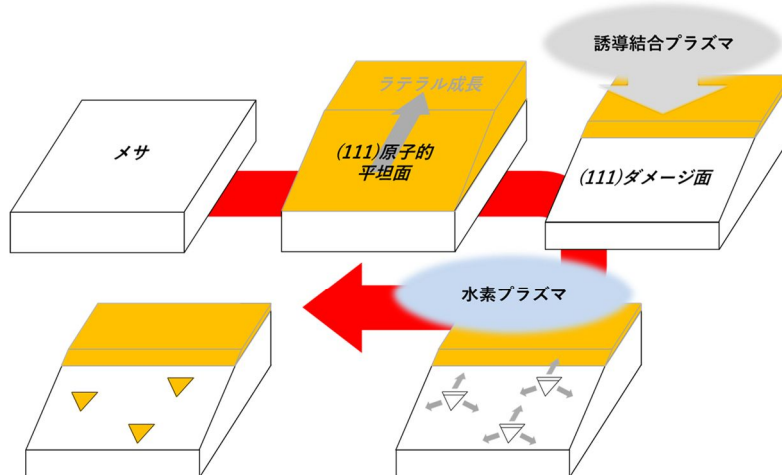 メサ
ラテラル成長
(111)原子的
平坦面
誘導結合プラズマ
(111)ダメージ面
水素プラズマ